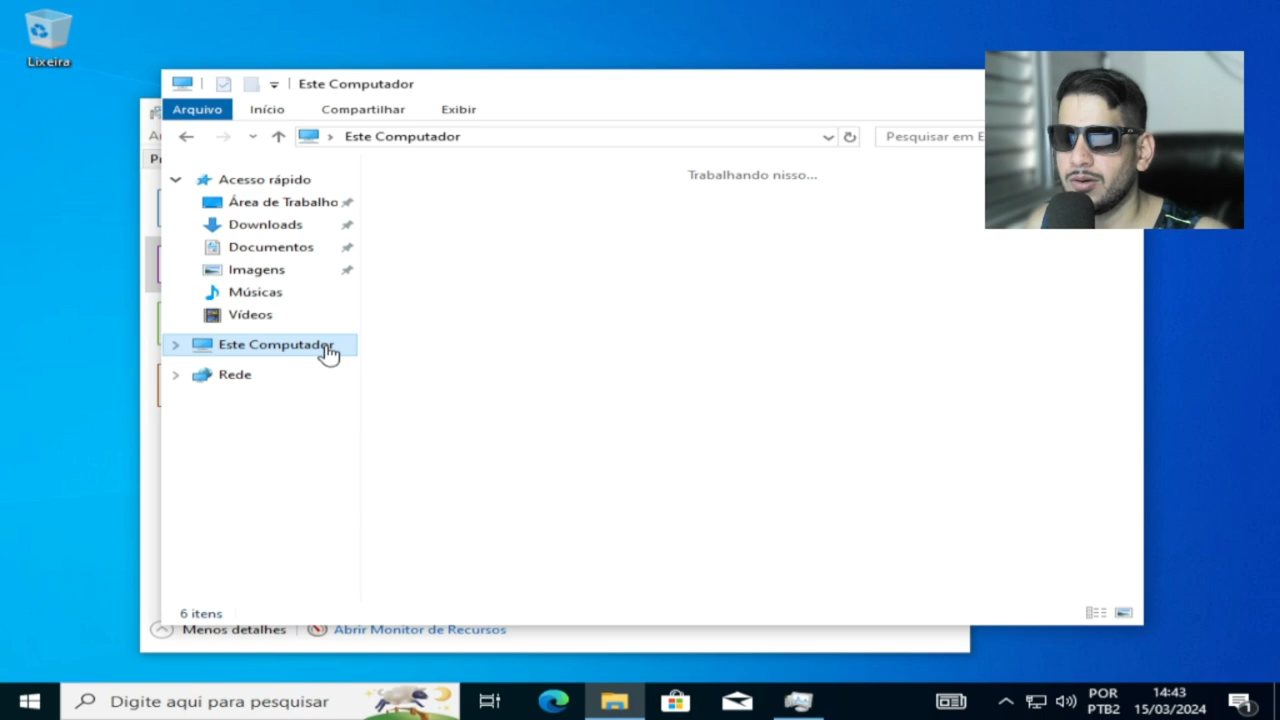 Lixeira
Este Computador
Arquivo Início Compartilhar Exibir
Este Computador
Pesquisar em E
Trabalhando nisso...
Acesso rápido
Área de Trabalho
Downloads
Documentos
Imagens
Músicas
Vídeos
Este Computador
Rede
6 itens
Menos detalhes
Abrir Monitor de Recursos
Digite aqui para pesquisar
POR
PTB2
14:43
15/03/2024
1